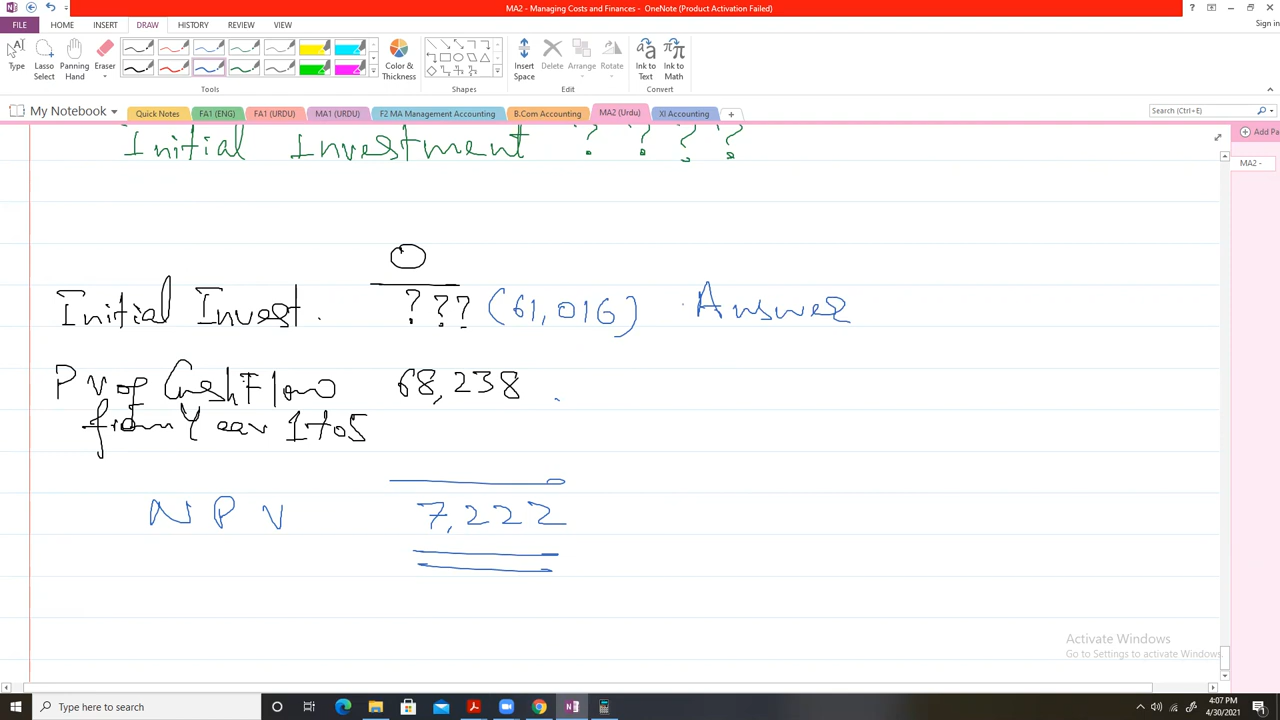 MA2 - Managing Costs and Finances - OneNote (Product Activation Failed)
Sign in
FILE HOME INSERT DRAW HISTORY REVIEW VIEW
Type Lasso Select Panning Hand Eraser Color & Thickness Insert Space Delete Arrange Rotate Ink to Text Ink to Math
Tools Shapes Edit Convert
My Notebook Quick Notes FA1 (ENG) FA1 (URDU) MA1 (URDU) F2 MA Management Accounting B.Com Accounting MA2 (Urdu) XI Accounting Search (Ctrl+E)
Add Pa
MA2 -
Initial Investment ? ? ? ?
0
Initial Invest. ??? (61,016) Answer
PV of CashFlow 68,238
from Year 1 to 5
NPV 7,222
Activate Windows
Go to Settings to activate Windows.
Type here to search
4:07 PM
4/30/2021